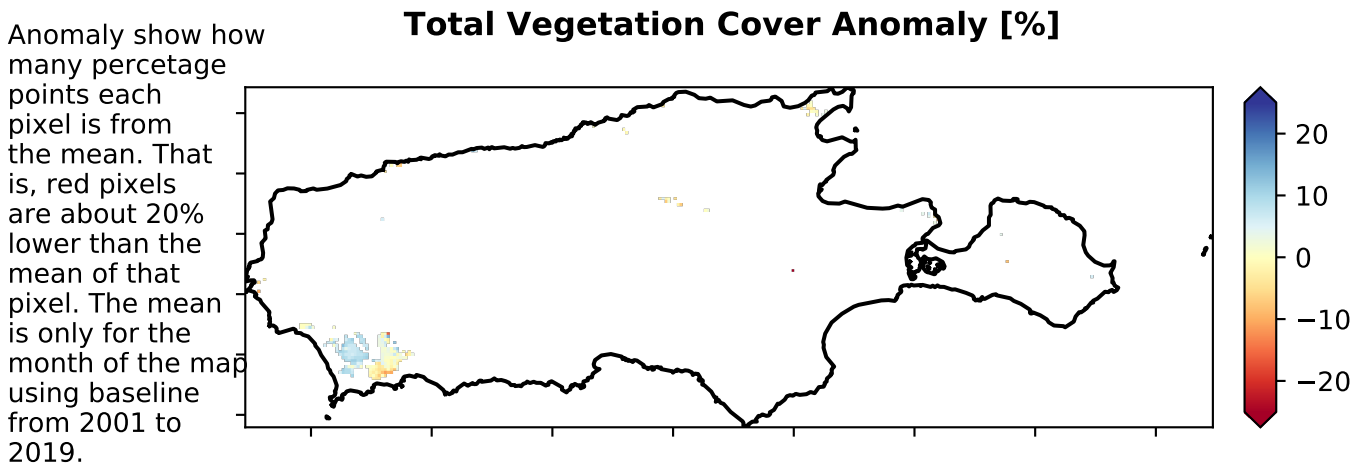 Total Vegetation Cover Anomaly [%]
Anomaly show how
many percetage
points each
pixel is from
the mean. That
is, red pixels
are about 20%
lower than the
mean of that
pixel. The mean
is only for the
month of the map
using baseline
from 2001 to
2019.
20
10
0
−10
−20